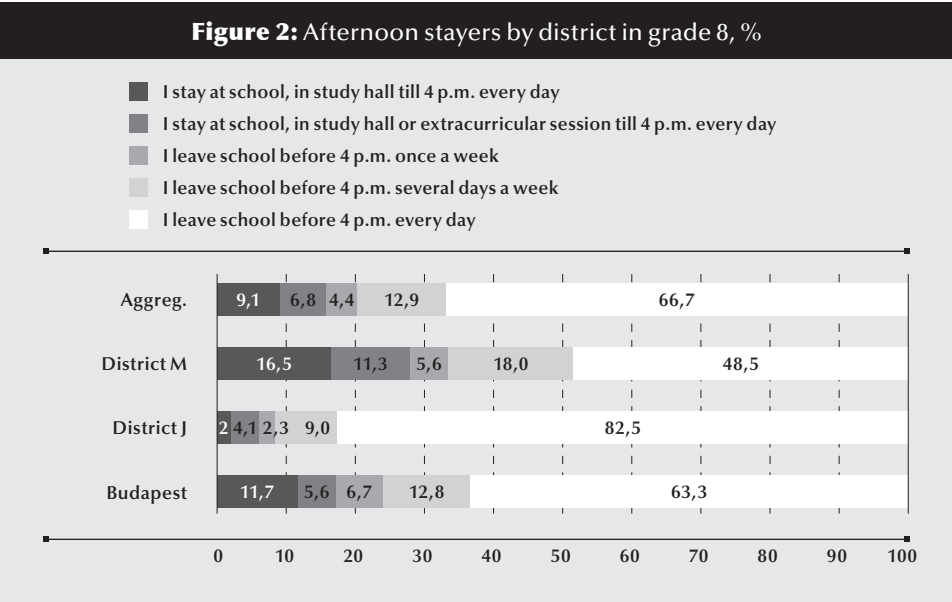 Figure 2: Afternoon stayers by district in grade 8, %
I stay at school, in study hall till 4 p.m. every day
I stay at school, in study hall or extracurricular session till 4 p.m. every day
I leave school before 4 p.m. once a week
I leave school before 4 p.m. several days a week
I leave school before 4 p.m. every day
Aggreg. 9,1 6,8 4,4 12,9 66,7
District M 16,5 11,3 5,6 18,0 48,5
District J 2 4,1 2,3 9,0 82,5
Budapest 11,7 5,6 6,7 12,8 63,3
0 10 20 30 40 50 60 70 80 90 100